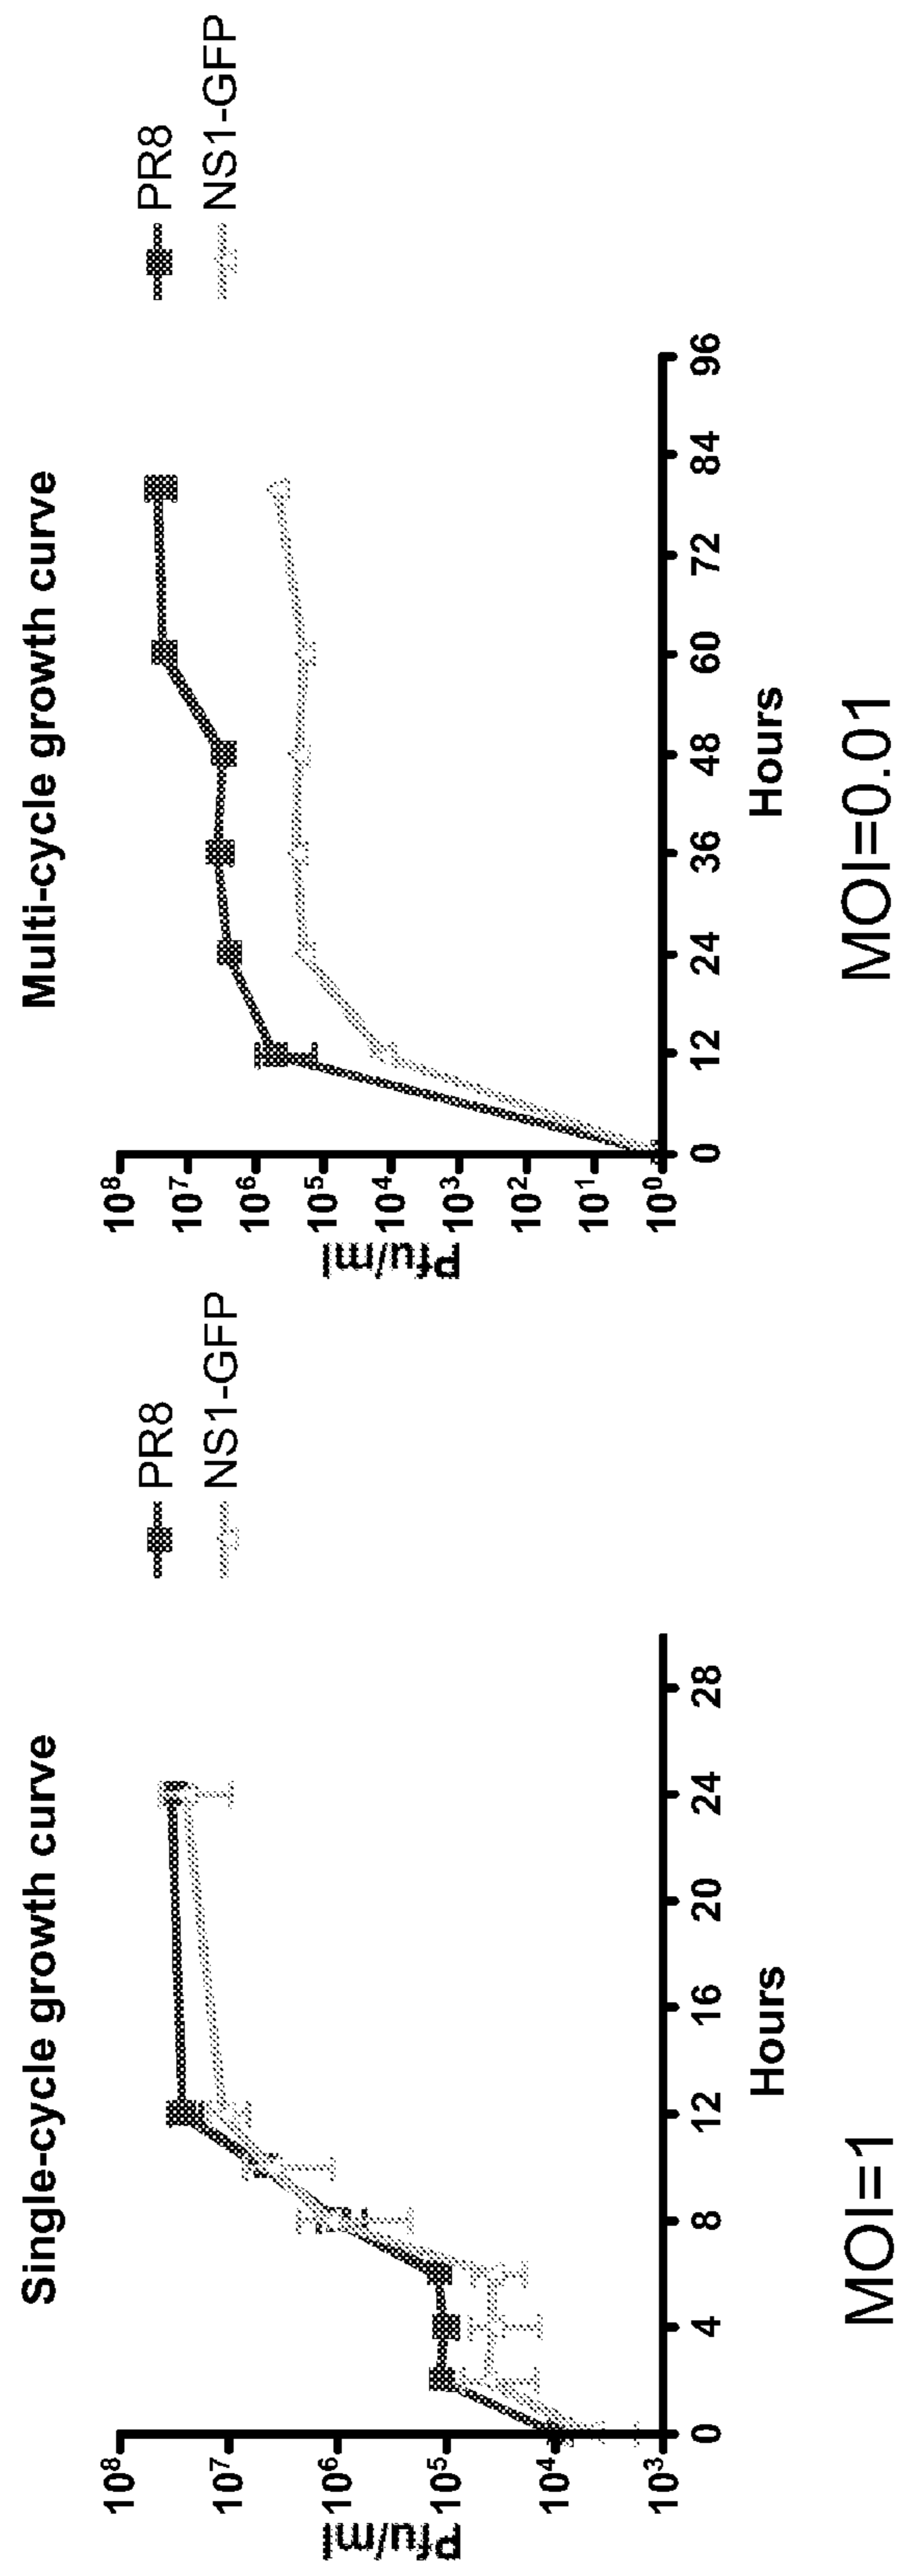 Single-cycle growth curve
PR8
NS1-GFP
Pfu/ml
10⁸
10⁷
10⁶
10⁵
10⁴
10³
0 4 8 12 16 20 24 28
Hours
MOI=1
Multi-cycle growth curve
PR8
NS1-GFP
Pfu/ml
10⁸
10⁷
10⁶
10⁵
10⁴
10³
10²
10¹
10⁰
0 12 24 36 48 60 72 84 96
Hours
MOI=0.01